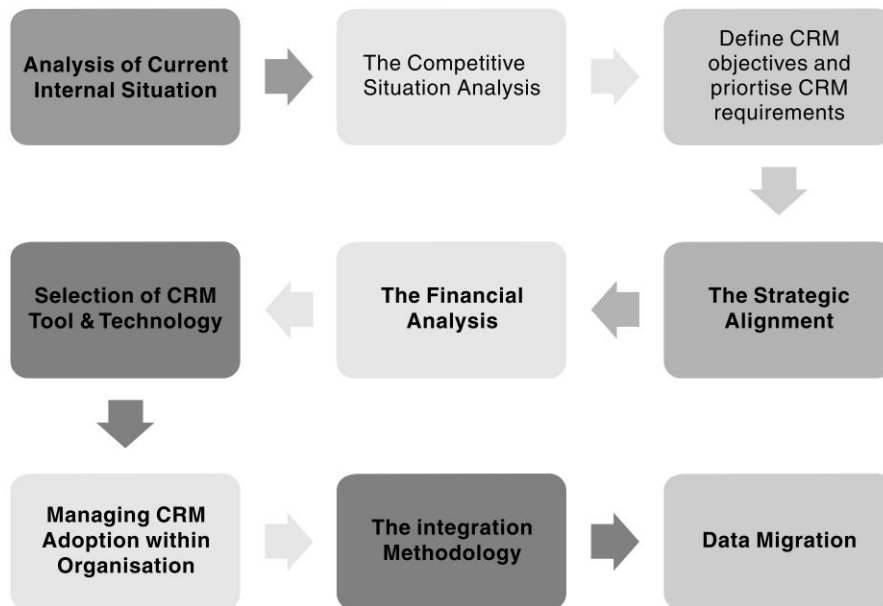 Analysis of Current
Internal Situation
The Competitive
Situation Analysis
Define CRM
objectives and
priortise CRM
requirements
The Strategic
Alignment
The Financial
Analysis
Selection of CRM
Tool & Technology
Managing CRM
Adoption within
Organisation
The integration
Methodology
Data Migration